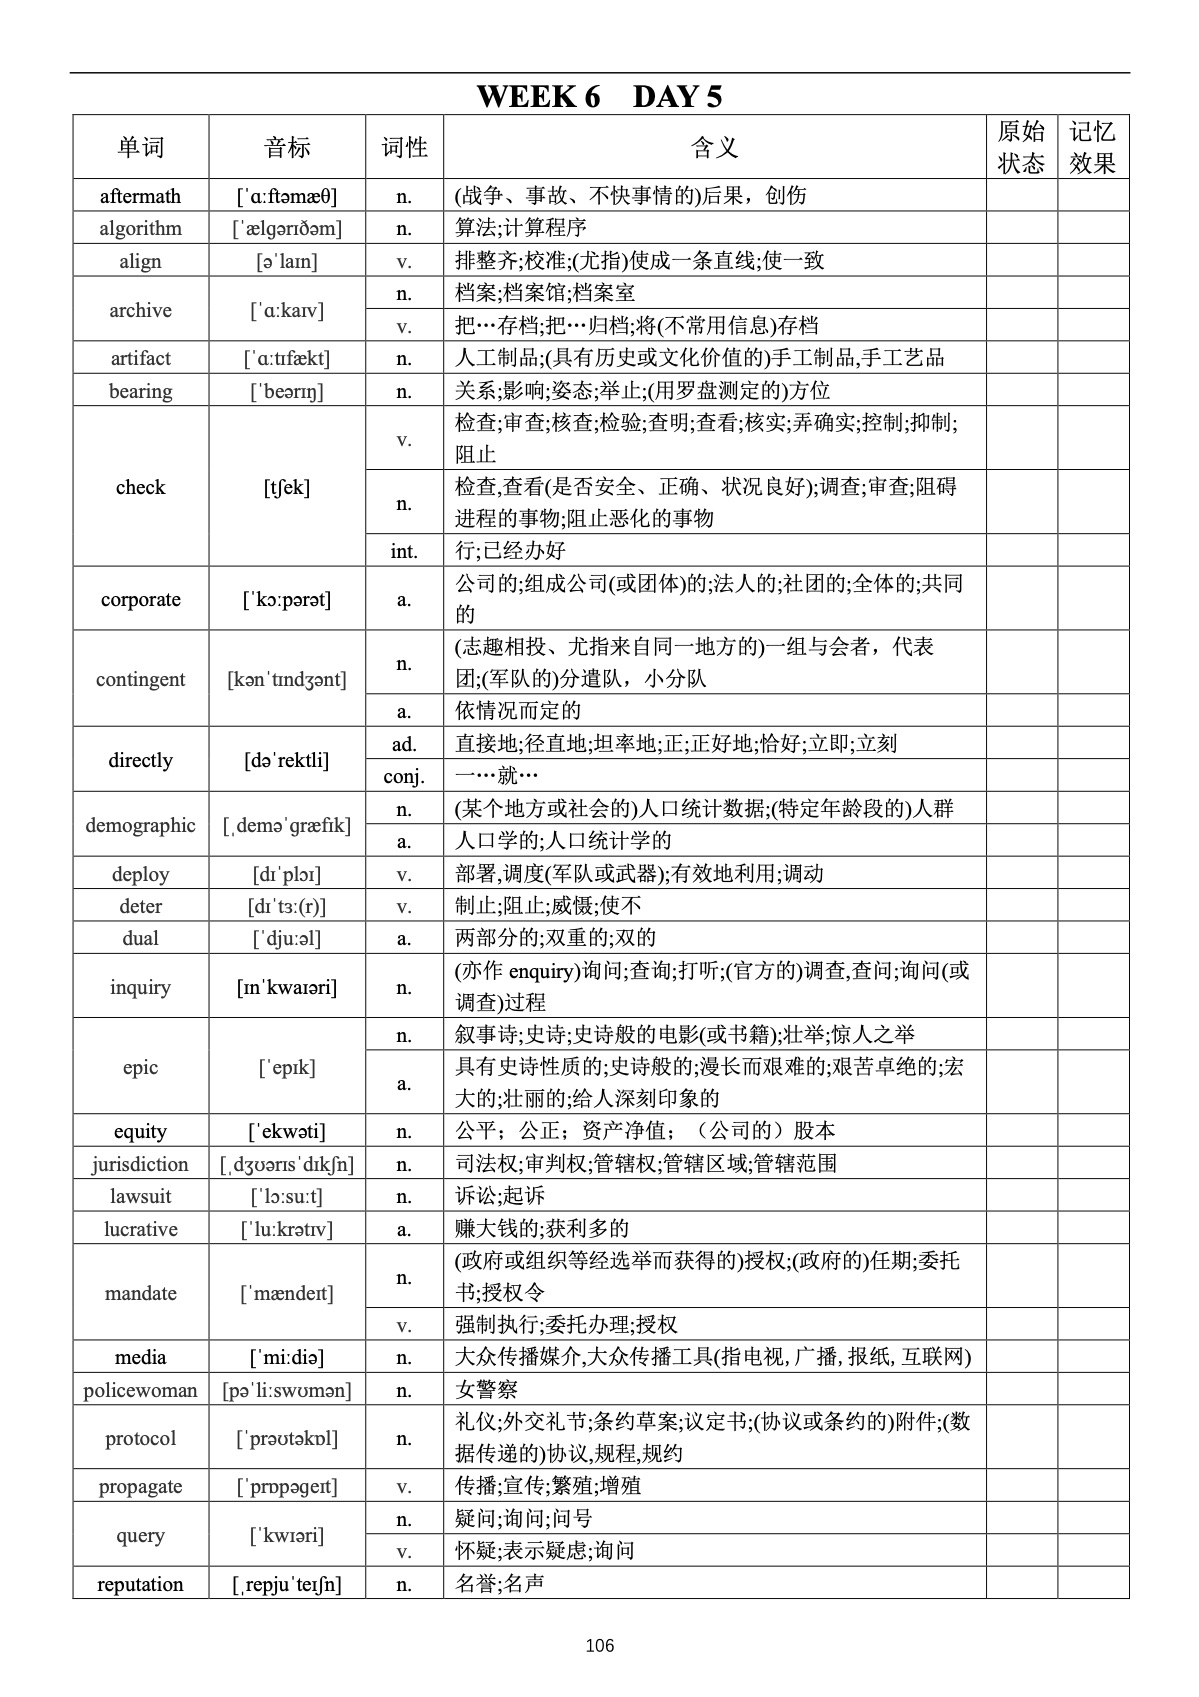 WEEK 6 DAY 5
单词 音标 词性 含义 原始状态 记忆效果
aftermath [ˈɑːftəmæθ] n. (战争、事故、不快事情的)后果，创伤
algorithm [ˈælɡərɪðəm] n. 算法;计算程序
align [əˈlaɪn] v. 排整齐;校准;(尤指)使成一条直线;使一致
archive [ˈɑːkaɪv] n. 档案;档案馆;档案室
v. 把…存档;把…归档;将(不常用信息)存档
artifact [ˈɑːtɪfækt] n. 人工制品;(具有历史或文化价值的)手工制品,手工艺品
bearing [ˈbeərɪŋ] n. 关系;影响;姿态;举止;(用罗盘测定的)方位
check [tʃek] v. 检查;审查;核查;检验;查明;查看;核实;弄确实;控制;抑制;
阻止
n. 检查,查看(是否安全、正确、状况良好);调查;审查;阻碍
进程的事物;阻止恶化的事物
int. 行;已经办好
corporate [ˈkɔːpərət] a. 公司的;组成公司(或团体)的;法人的;社团的;全体的;共同
的
contingent [kənˈtɪndʒənt] n. (志趣相投、尤指来自同一地方的)一组与会者，代表
团;(军队的)分遣队，小分队
a. 依情况而定的
directly [dəˈrektli] ad. 直接地;径直地;坦率地;正;正好地;恰好;立即;立刻
conj. 一…就…
demographic [ˌdeməˈɡræfɪk] n. (某个地方或社会的)人口统计数据;(特定年龄段的)人群
a. 人口学的;人口统计学的
deploy [dɪˈplɔɪ] v. 部署,调度(军队或武器);有效地利用;调动
deter [dɪˈtɜː(r)] v. 制止;阻止;威慑;使不
dual [ˈdjuːəl] a. 两部分的;双重的;双的
inquiry [ɪnˈkwaɪəri] n. (亦作 enquiry)询问;查询;打听;(官方的)调查,查问;询问(或
调查)过程
epic [ˈepɪk] n. 叙事诗;史诗;史诗般的电影(或书籍);壮举;惊人之举
a. 具有史诗性质的;史诗般的;漫长而艰难的;艰苦卓绝的;宏
大的;壮丽的;给人深刻印象的
equity [ˈekwəti] n. 公平；公正；资产净值；（公司的）股本
jurisdiction [ˌdʒʊərɪsˈdɪkʃn] n. 司法权;审判权;管辖权;管辖区域;管辖范围
lawsuit [ˈlɔːsuːt] n. 诉讼;起诉
lucrative [ˈluːkrətɪv] a. 赚大钱的;获利多的
mandate [ˈmændeɪt] n. (政府或组织等经选举而获得的)授权;(政府的)任期;委托
书;授权令
v. 强制执行;委托办理;授权
media [ˈmiːdiə] n. 大众传播媒介,大众传播工具(指电视, 广播, 报纸, 互联网)
policewoman [pəˈliːswʊmən] n. 女警察
protocol [ˈprəʊtəkɒl] n. 礼仪;外交礼节;条约草案;议定书;(协议或条约的)附件;(数
据传递的)协议,规程,规约
propagate [ˈprɒpəɡeɪt] v. 传播;宣传;繁殖;增殖
query [ˈkwɪəri] n. 疑问;询问;问号
v. 怀疑;表示疑虑;询问
reputation [ˌrepjuˈteɪʃn] n. 名誉;名声
106